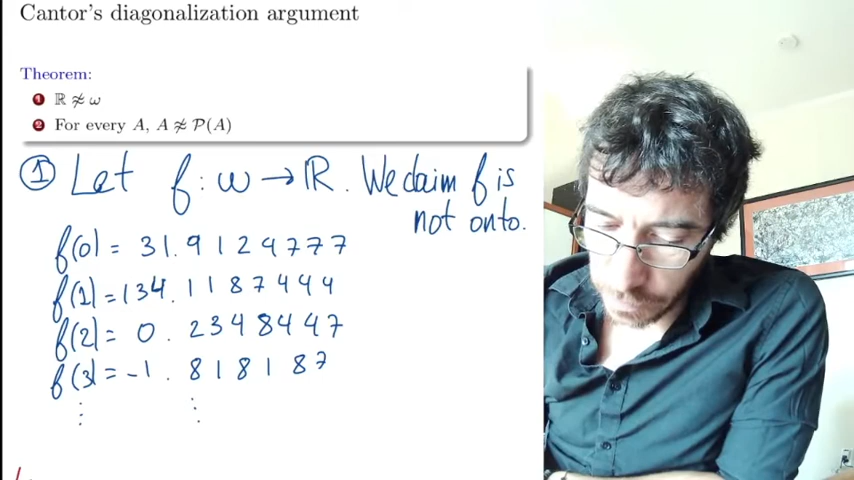 Cantor's diagonalization argument
Theorem:
1 ℝ ≉ ω
2 For every A, A ≉ 𝒫(A)
① Let f : ω → ℝ. We claim f is
not onto.
f(0) = 31.9124777
f(1) = 134.1187444
f(2) = 0.2348447
f(3) = -1.818187
⋮ ⋮